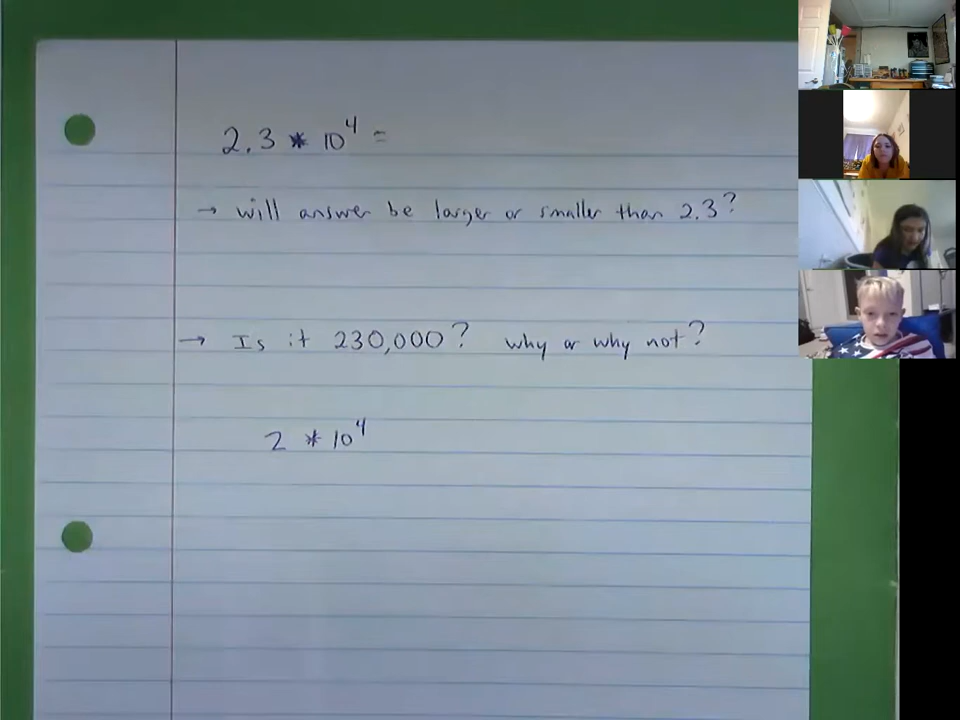 2.3 * 10⁴ =
→ will answer be larger or smaller than 2.3?
→ Is it 230,000? why or why not?
2 * 10⁴